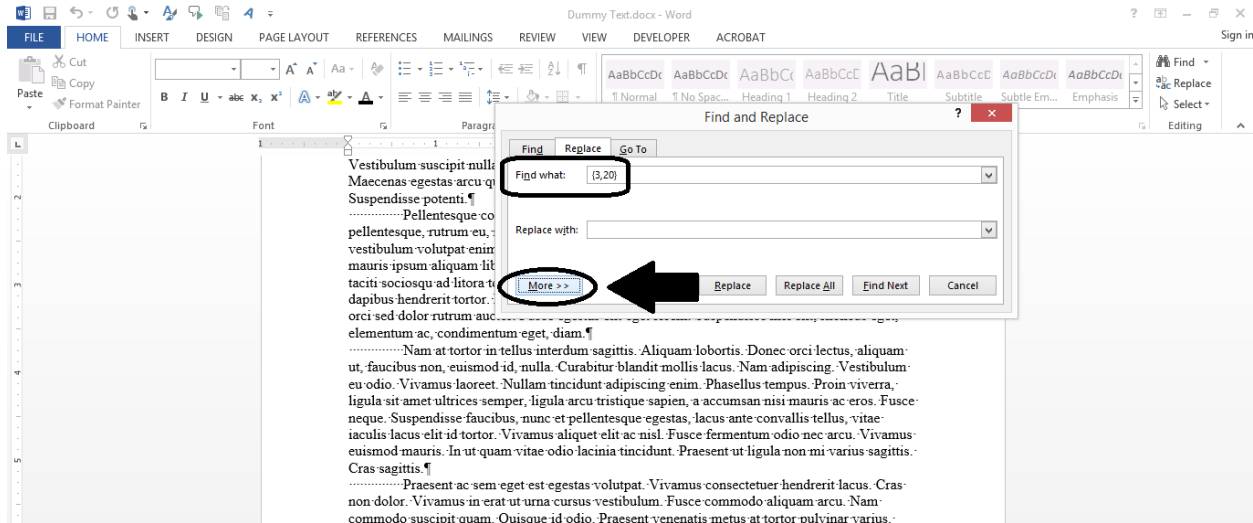 Dummy Text.docx - Word
FILE HOME INSERT DESIGN PAGE LAYOUT REFERENCES MAILINGS REVIEW VIEW DEVELOPER ACROBAT Sign in
Cut
Copy
Format Painter
Paste
Clipboard
Font
Paragra
AaBbCcDc AaBbCcDc AaBbCc AaBbCcE AaBl AaBbCcD AaBbCcDc AaBbCcDc
¶ Normal ¶ No Spac... Heading 1 Heading 2 Title Subtitle Subtle Em... Emphasis
Find
Replace
Select
Editing
Find and Replace
Find Replace Go To
Find what: {3,20}
Replace with:
More >> Replace Replace All Find Next Cancel
Vestibulum suscipit nulla
Maecenas egestas arcu
Suspendisse potenti.¶
Pellentesque
pellentesque, rutrum eu,
vestibulum volutpat enim
mauris ipsum aliquam
taciti sociosqu ad litora
dapibus hendrerit tortor.
orci sed dolor rutrum
elementum ac, condimentum eget, diam.¶
Nam at tortor in tellus interdum sagittis. Aliquam lobortis. Donec orci lectus, aliquam
ut, faucibus non, euismod id, nulla. Curabitur blandit mollis lacus. Nam adipiscing. Vestibulum
eu odio. Vivamus laoreet. Nullam tincidunt adipiscing enim. Phasellus tempus. Proin viverra,
ligula sit amet ultrices semper, ligula arcu tristique sapien, a accumsan nisi mauris ac eros. Fusce
neque. Suspendisse faucibus, nunc et pellentesque egestas, lacus ante convallis tellus, vitae
iaculis lacus elit id tortor. Vivamus aliquet elit ac nisl. Fusce fermentum odio nec arcu. Vivamus
euismod mauris. In ut quam vitae odio lacinia tincidunt. Praesent ut ligula non mi varius sagittis.
Cras sagittis.¶
Praesent ac sem eget est egestas volutpat. Vivamus consectetuer hendrerit lacus. Cras
non dolor. Vivamus in erat ut urna cursus vestibulum. Fusce commodo aliquam arcu. Nam
commodo suscipit quam. Quisque id odio. Praesent venenatis metus at tortor pulvinar varius.